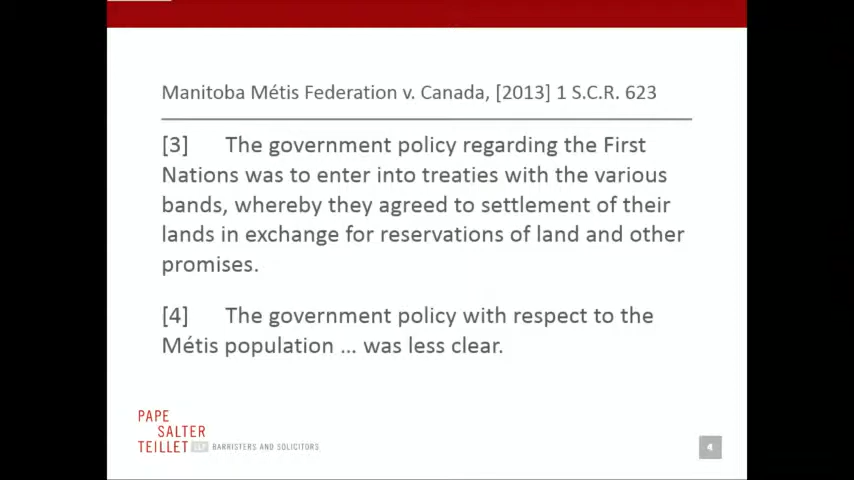 Manitoba Métis Federation v. Canada, [2013] 1 S.C.R. 623
[3] The government policy regarding the First
Nations was to enter into treaties with the various
bands, whereby they agreed to settlement of their
lands in exchange for reservations of land and other
promises.
[4] The government policy with respect to the
Métis population … was less clear.
PAPE
SALTER
TEILLET LLP BARRISTERS AND SOLICITORS
4